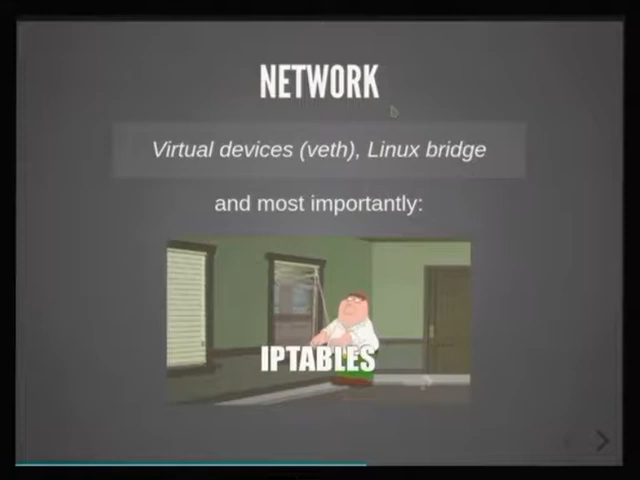 NETWORK
Virtual devices (veth), Linux bridge
and most importantly:
IPTABLES